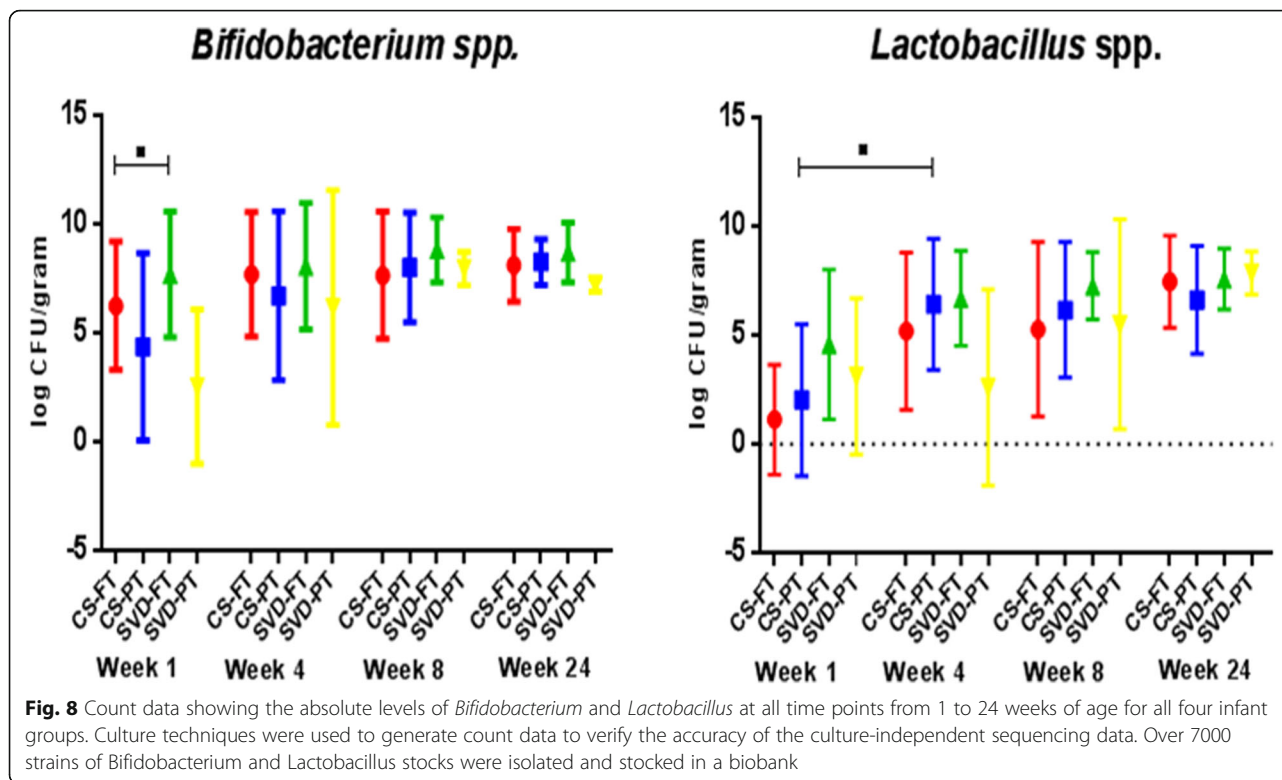 Bifidobacterium spp.
15
10
5
0
-5
log CFU/gram
CS-FT CS-PT SVD-FT SVD-PT CS-FT CS-PT SVD-FT SVD-PT CS-FT CS-PT SVD-FT SVD-PT CS-FT CS-PT SVD-FT SVD-PT
Week 1 Week 4 Week 8 Week 24
Lactobacillus spp.
15
10
5
0
-5
log CFU/gram
CS-FT CS-PT SVD-FT SVD-PT CS-FT CS-PT SVD-FT SVD-PT CS-FT CS-PT SVD-FT SVD-PT CS-FT CS-PT SVD-FT SVD-PT
Week 1 Week 4 Week 8 Week 24
Fig. 8 Count data showing the absolute levels of Bifidobacterium and Lactobacillus at all time points from 1 to 24 weeks of age for all four infant
groups. Culture techniques were used to generate count data to verify the accuracy of the culture-independent sequencing data. Over 7000
strains of Bifidobacterium and Lactobacillus stocks were isolated and stocked in a biobank